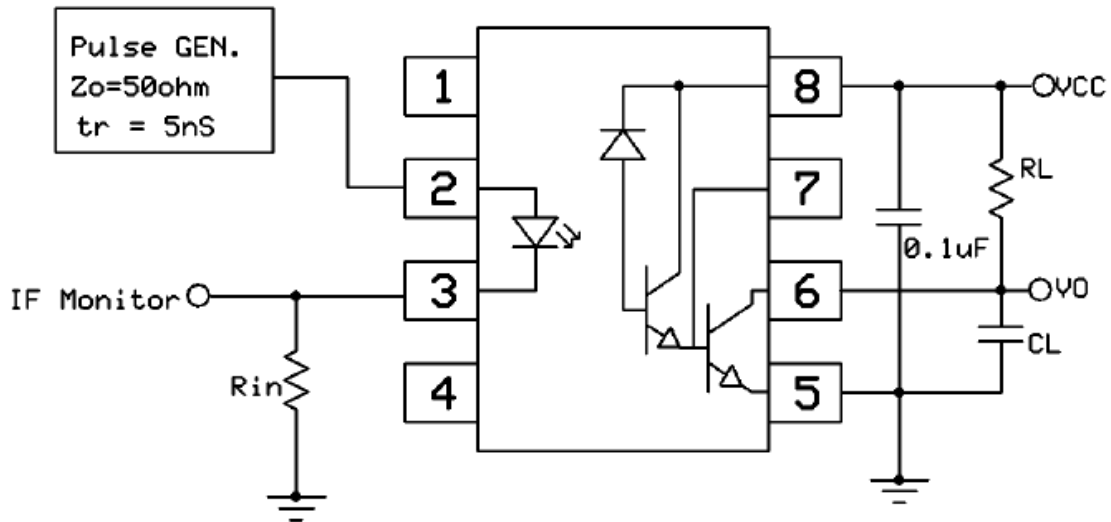 Pulse GEN.
Zo=50ohm
tr = 5nS
1
2
3
4
8
7
6
5
VCC
RL
0.1uF
VO
CL
IF Monitor
Rin